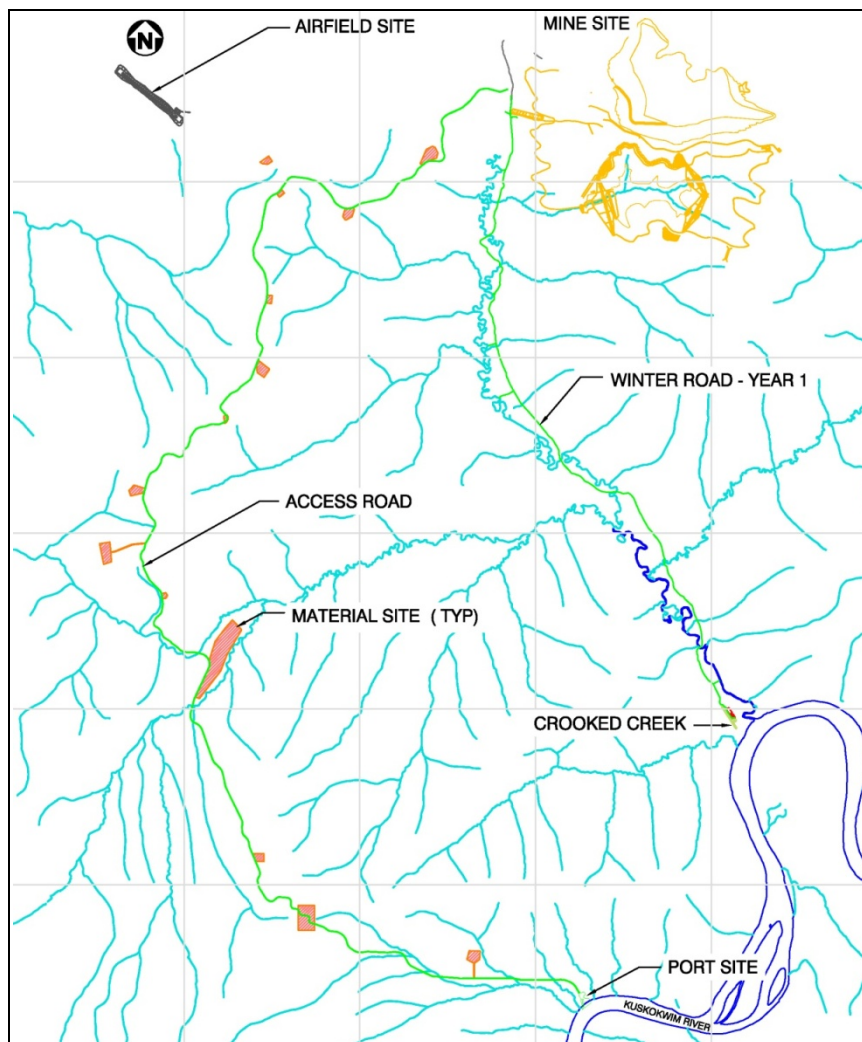 N
AIRFIELD SITE
MINE SITE
WINTER ROAD - YEAR 1
ACCESS ROAD
MATERIAL SITE ( TYP)
CROOKED CREEK
PORT SITE
KUSKOKWIM RIVER